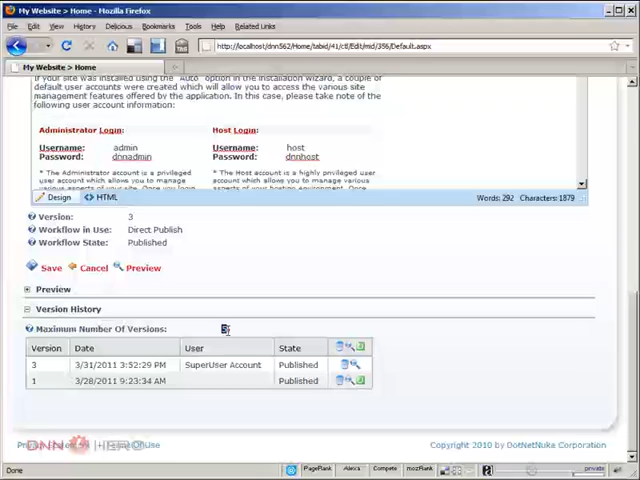 My Website > Home - Mozilla Firefox
File Edit View History Delicious Bookmarks Tools Help Related Links
http://localhost/dnn562/Home/tabid/41/ctl/Edit/mid/356/Default.aspx
My Website > Home
If your site was installed using the "Auto" option in the Installation Wizard, a couple of
default user accounts were created which will allow you to access the various site
management features offered by the application. In this case, please take note of the
following user account information:
Administrator Login: Host Login:
Username: admin Username: host
Password: dnnadmin Password: dnnhost
* The Administrator account is a privileged * The Host account is a highly privileged
user account which allows you to manage user account which allows you to manage
Design HTML Words: 292 Characters: 1879
Version: 3
Workflow in Use: Direct Publish
Workflow State: Published
Save Cancel Preview
Preview
Version History
Maximum Number Of Versions: 5
Version Date User State
3 3/31/2011 3:52:29 PM SuperUser Account Published
1 3/28/2011 9:23:34 AM Published
DNN HERO
Copyright 2010 by DotNetNuke Corporation
Done PageRank Alexa Compete mozRank private